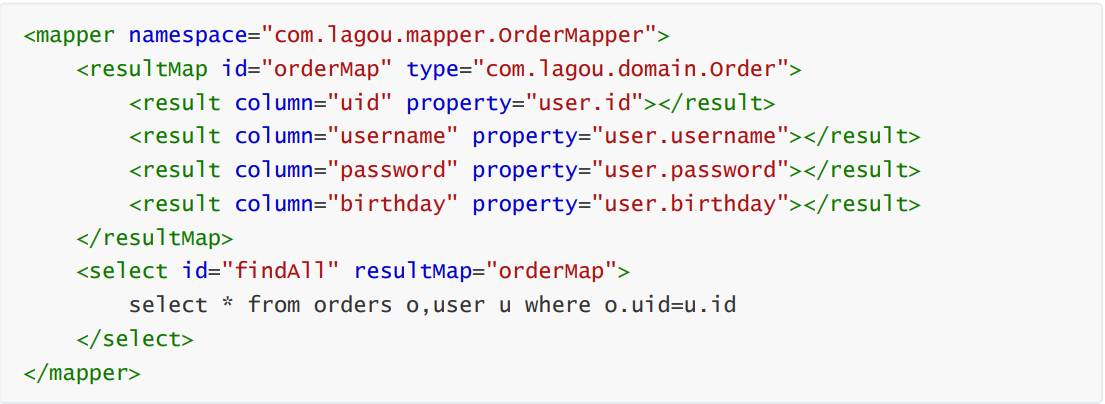 <mapper namespace="com.lagou.mapper.OrderMapper">
    <resultMap id="orderMap" type="com.lagou.domain.Order">
        <result column="uid" property="user.id"></result>
        <result column="username" property="user.username"></result>
        <result column="password" property="user.password"></result>
        <result column="birthday" property="user.birthday"></result>
    </resultMap>
    <select id="findAll" resultMap="orderMap">
        select * from orders o,user u where o.uid=u.id
    </select>
</mapper>